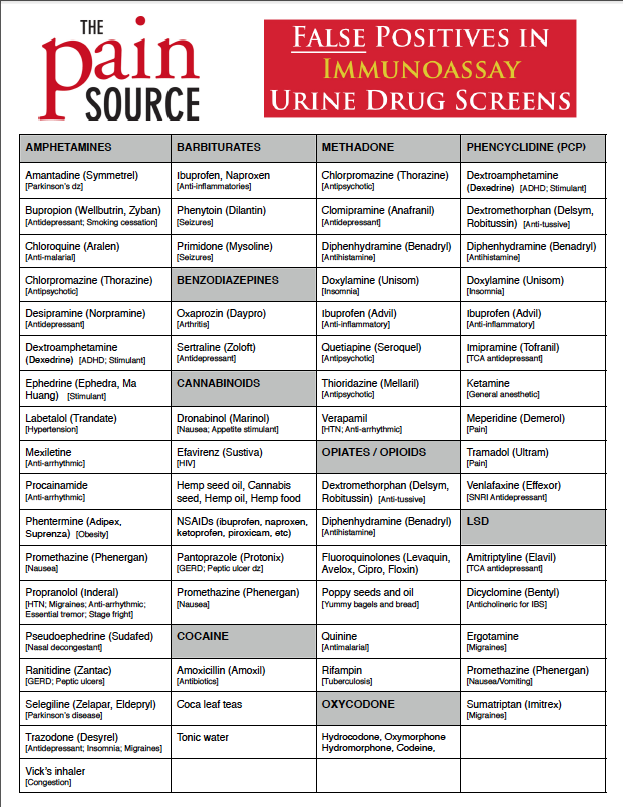 THE
pain
SOURCE
FALSE POSITIVES IN
IMMUNOASSAY
URINE DRUG SCREENS
AMPHETAMINES
Amantadine (Symmetrel)
[Parkinson's dz]
Bupropion (Wellbutrin, Zyban)
[Antidepressant; Smoking cessation]
Chloroquine (Aralen)
[Anti-malarial]
Chlorpromazine (Thorazine)
[Antipsychotic]
Desipramine (Norpramine)
[Antidepressant]
Dextroamphetamine
(Dexedrine) [ADHD; Stimulant]
Ephedrine (Ephedra, Ma
Huang) [Stimulant]
Labetalol (Trandate)
[Hypertension]
Mexiletine
[Anti-arrhythmic]
Procainamide
[Anti-arrhythmic]
Phentermine (Adipex,
Suprenza) [Obesity]
Promethazine (Phenergan)
[Nausea]
Propranolol (Inderal)
[HTN; Migraines; Anti-arrhythmic;
Essential tremor; Stage fright]
Pseudoephedrine (Sudafed)
[Nasal decongestant]
Ranitidine (Zantac)
[GERD; Peptic ulcers]
Selegiline (Zelapar, Eldepryl)
[Parkinson's disease]
Trazodone (Desyrel)
[Antidepressant; Insomnia; Migraines]
Vick's inhaler
[Congestion]
BARBITURATES
Ibuprofen, Naproxen
[Anti-inflammatories]
Phenytoin (Dilantin)
[Seizures]
Primidone (Mysoline)
[Seizures]
BENZODIAZEPINES
Oxaprozin (Daypro)
[Arthritis]
Sertraline (Zoloft)
[Antidepressant]
CANNABINOIDS
Dronabinol (Marinol)
[Nausea; Appetite stimulant]
Efavirenz (Sustiva)
[HIV]
Hemp seed oil, Cannabis
seed, Hemp oil, Hemp food
NSAIDs (ibuprofen, naproxen,
ketoprofen, piroxicam, etc)
Pantoprazole (Protonix)
[GERD; Peptic ulcer dz]
Promethazine (Phenergan)
[Nausea]
COCAINE
Amoxicillin (Amoxil)
[Antibiotics]
Coca leaf teas
Tonic water
METHADONE
Chlorpromazine (Thorazine)
[Antipsychotic]
Clomipramine (Anafranil)
[Antidepressant]
Diphenhydramine (Benadryl)
[Antihistamine]
Doxylamine (Unisom)
[Insomnia]
Ibuprofen (Advil)
[Anti-inflammatory]
Quetiapine (Seroquel)
[Antipsychotic]
Thioridazine (Mellaril)
[Antipsychotic]
Verapamil
[HTN; Anti-arrhythmic]
OPIATES / OPIOIDS
Dextromethorphan (Delsym,
Robitussin) [Anti-tussive]
Diphenhydramine (Benadryl)
[Antihistamine]
Fluoroquinolones (Levaquin,
Avelox, Cipro, Floxin)
Poppy seeds and oil
[Yummy bagels and bread]
Quinine
[Antimalarial]
Rifampin
[Tuberculosis]
OXYCODONE
Hydrocodone, Oxymorphone
Hydromorphone, Codeine,
PHENCYCLIDINE (PCP)
Dextroamphetamine
(Dexedrine) [ADHD; Stimulant]
Dextromethorphan (Delsym,
Robitussin) [Anti-tussive]
Diphenhydramine (Benadryl)
[Antihistamine]
Doxylamine (Unisom)
[Insomnia]
Ibuprofen (Advil)
[Anti-inflammatory]
Imipramine (Tofranil)
[TCA antidepressant]
Ketamine
[General anesthetic]
Meperidine (Demerol)
[Pain]
Tramadol (Ultram)
[Pain]
Venlafaxine (Effexor)
[SNRI Antidepressant]
LSD
Amitriptyline (Elavil)
[TCA antidepressant]
Dicyclomine (Bentyl)
[Anticholineric for IBS]
Ergotamine
[Migraines]
Promethazine (Phenergan)
[Nausea/Vomiting]
Sumatriptan (Imitrex)
[Migraines]